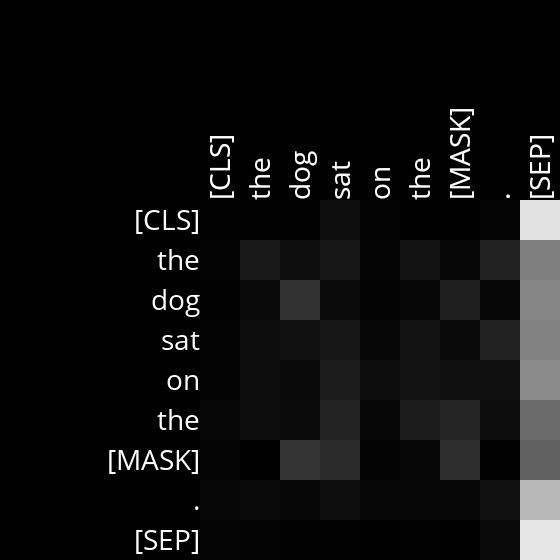 [CLS] the dog sat on the [MASK] . [SEP]
[CLS]
the
dog
sat
on
the
[MASK]
.
[SEP]